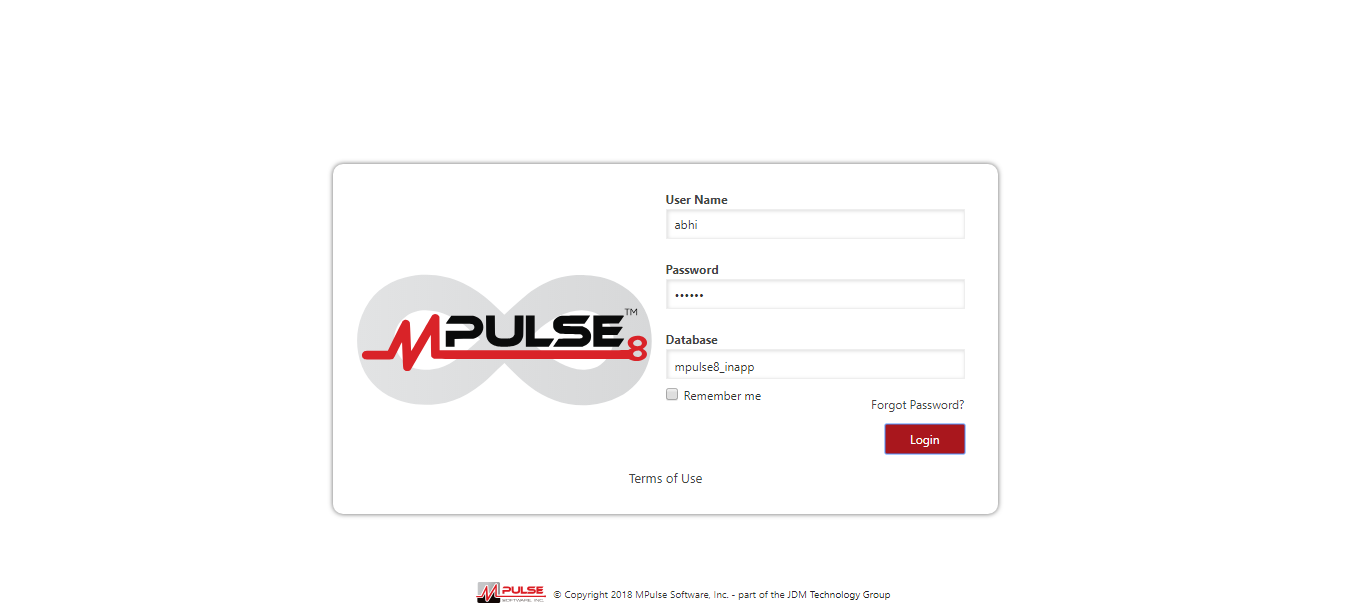 User Name
abhi
Password
••••••
MPULSE™ 8
Database
mpulse8_inapp
Remember me
Forgot Password?
Login
Terms of Use
MPULSE
SOFTWARE, INC.
© Copyright 2018 MPulse Software, Inc. - part of the JDM Technology Group